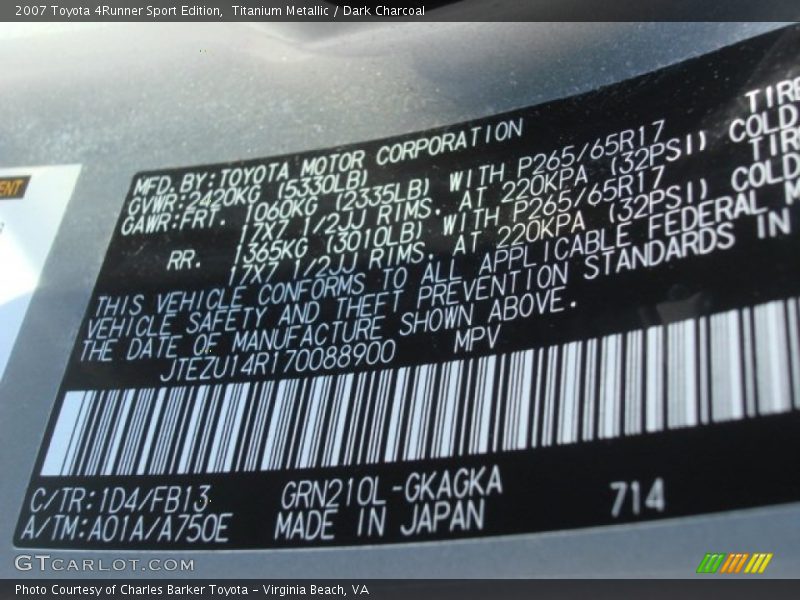 2007 Toyota 4Runner Sport Edition,  Titanium Metallic / Dark Charcoal
ENT
MFD.BY:TOYOTA MOTOR CORPORATION
GVWR:2420KG (5330LB)
GAWR:FRT. 1060KG (2335LB) WITH P265/65R17 TIRE
17X7 1/2JJ RIMS. AT 220KPA (32PSI) COLD
RR. 1365KG (3010LB) WITH P265/65R17 TIR
17X7 1/2JJ RIMS. AT 220KPA (32PSI) COLD
THIS VEHICLE CONFORMS TO ALL APPLICABLE FEDERAL M
VEHICLE SAFETY AND THEFT PREVENTION STANDARDS IN
THE DATE OF MANUFACTURE SHOWN ABOVE.
JTEZU14R170088900 MPV
C/TR:1D4/FB13 GRN210L-GKAGKA 714
A/TM:A01A/A750E MADE IN JAPAN
GTCARLOT.COM
Photo Courtesy of Charles Barker Toyota - Virginia Beach, VA